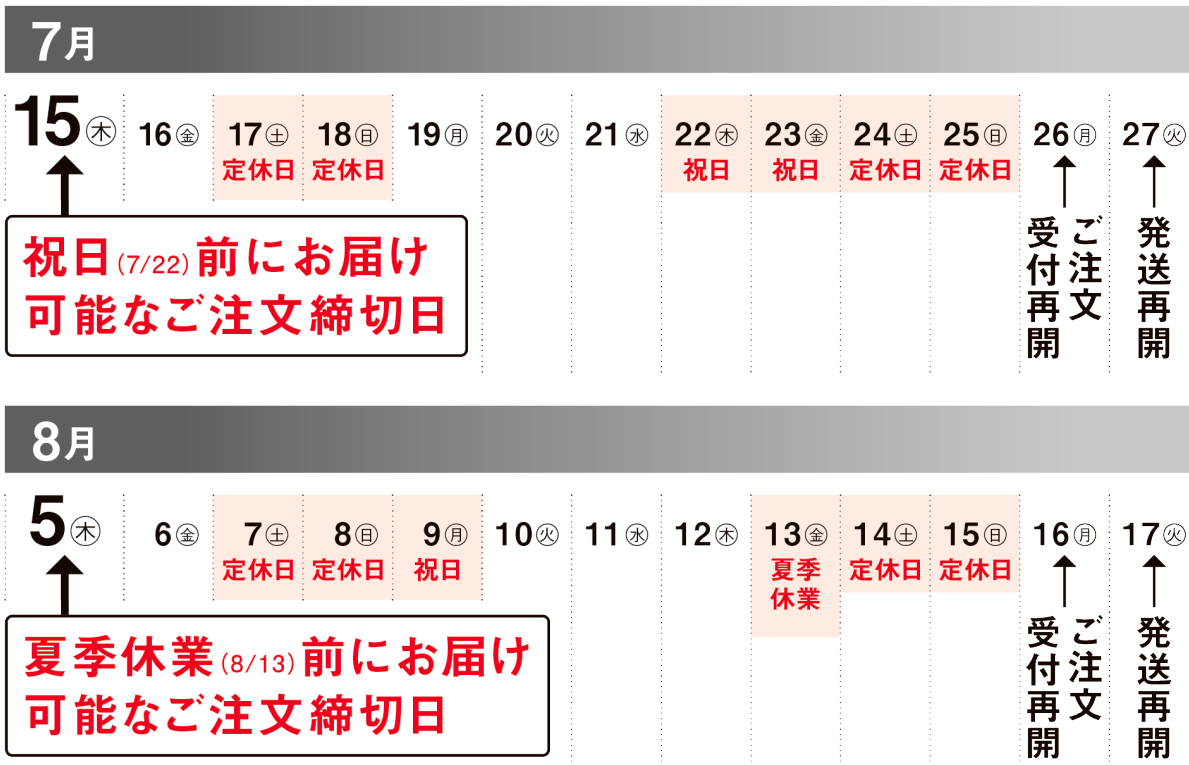 7月
15㊍ 16㊎ 17㊏ 18㊐ 19㊊ 20㊋ 21㊌ 22㊍ 23㊎ 24㊏ 25㊐ 26㊊ 27㊋
定休日 定休日 祝日 祝日 定休日 定休日
祝日(7/22)前にお届け
可能なご注文締切日
ご注文
受付再開
発送再開
8月
5㊍ 6㊎ 7㊏ 8㊐ 9㊊ 10㊋ 11㊌ 12㊍ 13㊎ 14㊏ 15㊐ 16㊊ 17㊋
定休日 定休日 祝日 夏季 定休日 定休日
休業
夏季休業(8/13)前にお届け
可能なご注文締切日
ご注文
受付再開
発送再開